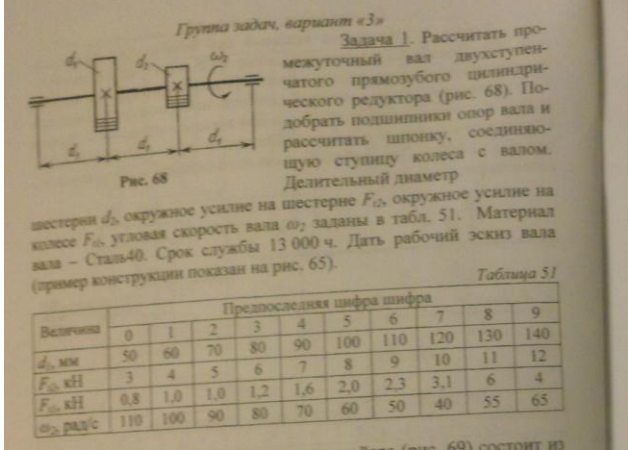 Группа задач, вариант «3»
Задача 1. Рассчитать про-
межуточный вал двухступен-
чатого прямозубого цилиндри-
ческого редуктора (рис. 68). По-
добрать подшипники опор вала и
рассчитать шпонку, соединяю-
щую ступицу колеса с валом.
Делительный диаметр
ω₂
Рис. 68
шестерни d₂, окружное усилие на шестерне Fₜ₂, окружное усилие на
колесе угловая скорость вала ω₂ заданы в табл. 51. Материал
вала – Сталь40. Срок службы 13 000 ч. Дать рабочий эскиз вала
(пример конструкции показан на рис. 65).
Таблица 51
Величина Предпоследняя цифра шифра
0 1 2 3 4 5 6 7 8 9
мм 50 60 70 80 90 100 110 120 130 140
кН 3 4 5 6 7 8 9 10 11 12
кН 0,8 1,0 1,0 1,2 1,6 2,0 2,3 3,1 6 4
ω₂, рад/с 110 100 90 80 70 60 50 40 55 65
(рис. 69) состоит из